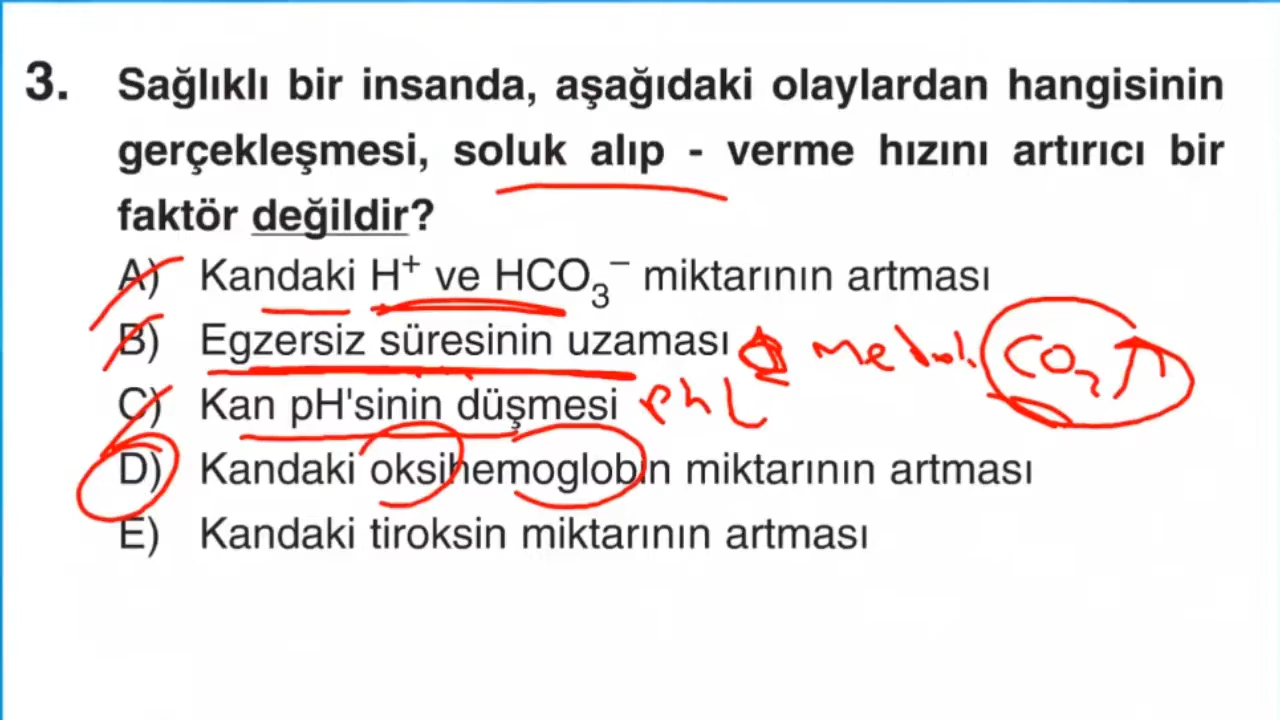 3. Sağlıklı bir insanda, aşağıdaki olaylardan hangisinin
gerçekleşmesi, soluk alıp - verme hızını artırıcı bir
faktör değildir?
A) Kandaki H⁺ ve HCO₃⁻ miktarının artması
B) Egzersiz süresinin uzaması metabol. CO₂ ↑
C) Kan pH'sinin düşmesi ph ↓
D) Kandaki oksihemoglobin miktarının artması
E) Kandaki tiroksin miktarının artması